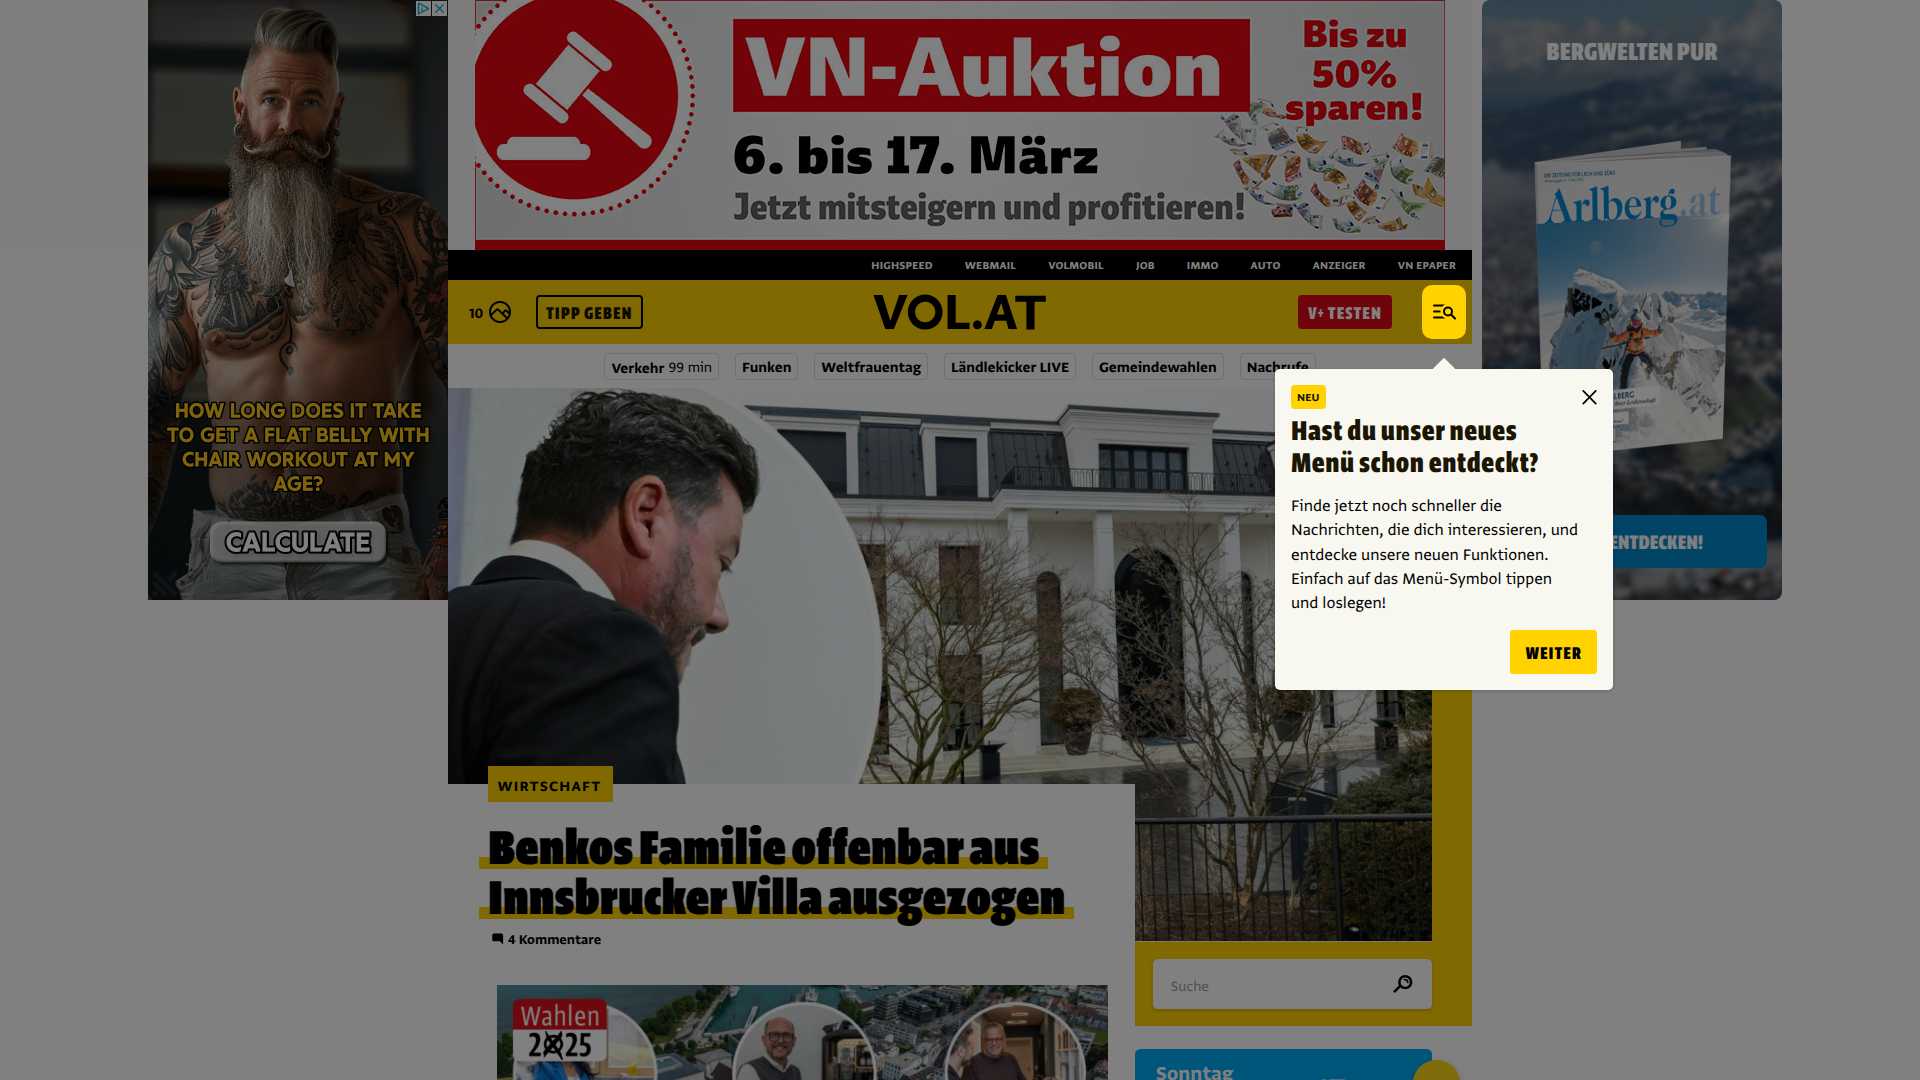 VN-Auktion
6. bis 17. März
Jetzt mitsteigern und profitieren!
Bis zu
50%
sparen!
HOW LONG DOES IT TAKE
TO GET A FLAT BELLY WITH
CHAIR WORKOUT AT MY
AGE?
CALCULATE
BERGWELTEN PUR
Arlberg.at
ENTDECKEN!
HIGHSPEED
WEBMAIL
VOLMOBIL
JOB
IMMO
AUTO
ANZEIGER
VN EPAPER
10
TIPP GEBEN
VOL.AT
V+ TESTEN
Verkehr 99 min
Funken
Weltfrauentag
Ländlekicker LIVE
Gemeindewahlen
Nachrufe
NEU
Hast du unser neues
Menü schon entdeckt?
Finde jetzt noch schneller die
Nachrichten, die dich interessieren, und
entdecke unsere neuen Funktionen.
Einfach auf das Menü-Symbol tippen
und loslegen!
WEITER
WIRTSCHAFT
Benkos Familie offenbar aus
Innsbrucker Villa ausgezogen
4 Kommentare
Suche
Wahlen
2025
Sonntag